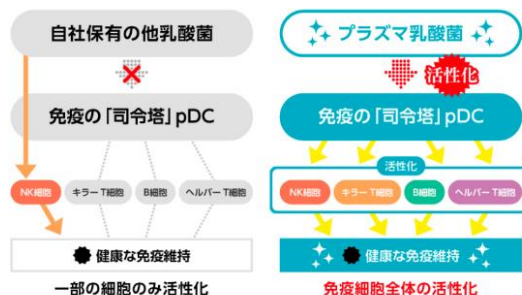 自社保有の他乳酸菌
免疫の「司令塔」pDC
NK細胞
キラーT細胞
B細胞
ヘルパーT細胞
健康な免疫維持
一部の細胞のみ活性化
プラズマ乳酸菌
活性化
免疫の「司令塔」pDC
活性化
NK細胞
キラーT細胞
B細胞
ヘルパーT細胞
健康な免疫維持
免疫細胞全体の活性化